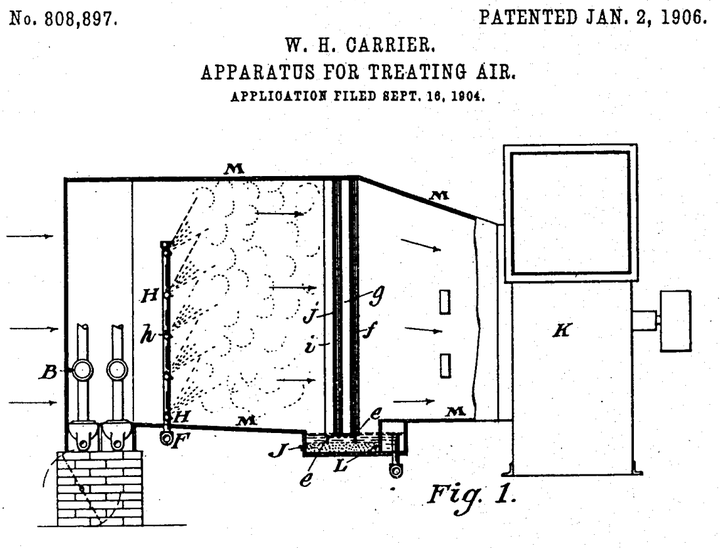 No. 808,897.
PATENTED JAN. 2, 1906.
W. H. CARRIER.
APPARATUS FOR TREATING AIR.
APPLICATION FILED SEPT. 16, 1904.
M
M
H
J
g
h
i
f
K
B
H
M
M
e
F
J
e
L
Fig. 1.